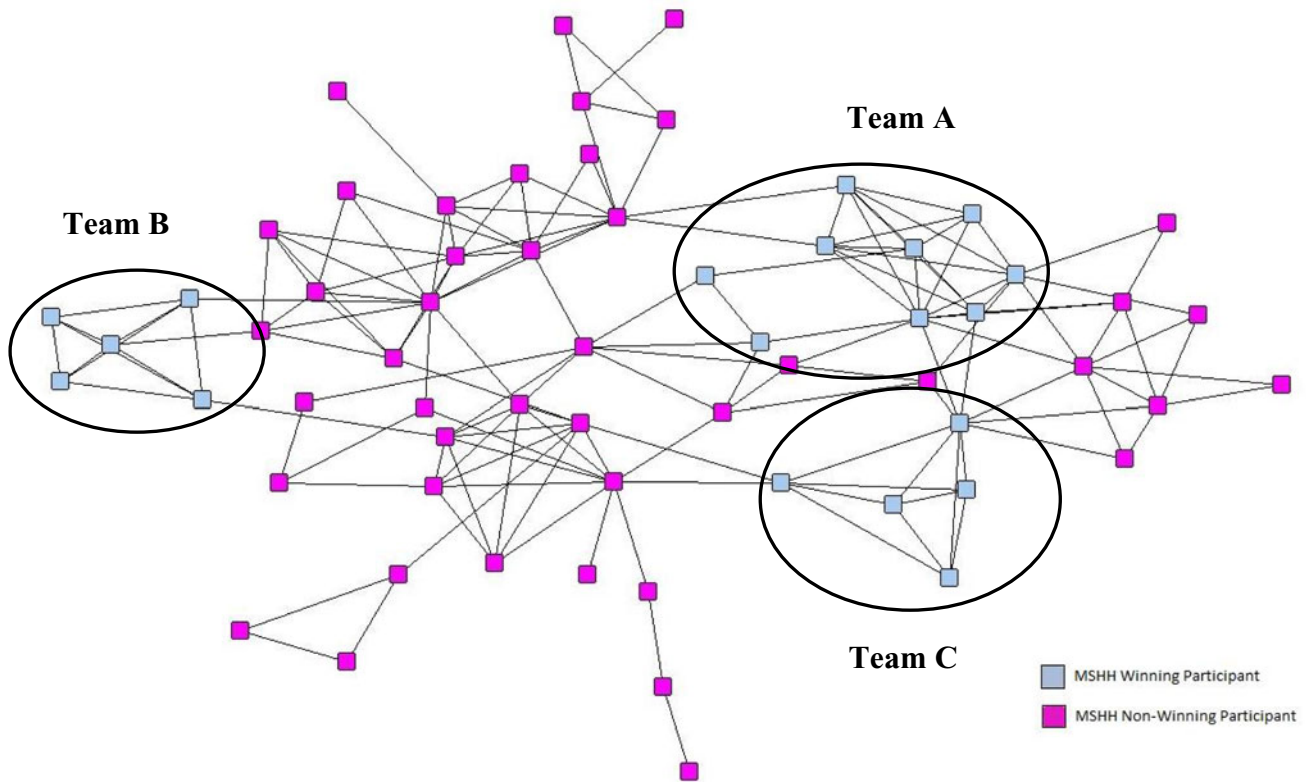 Team A
Team B
Team C
MSHH Winning Participant
MSHH Non-Winning Participant